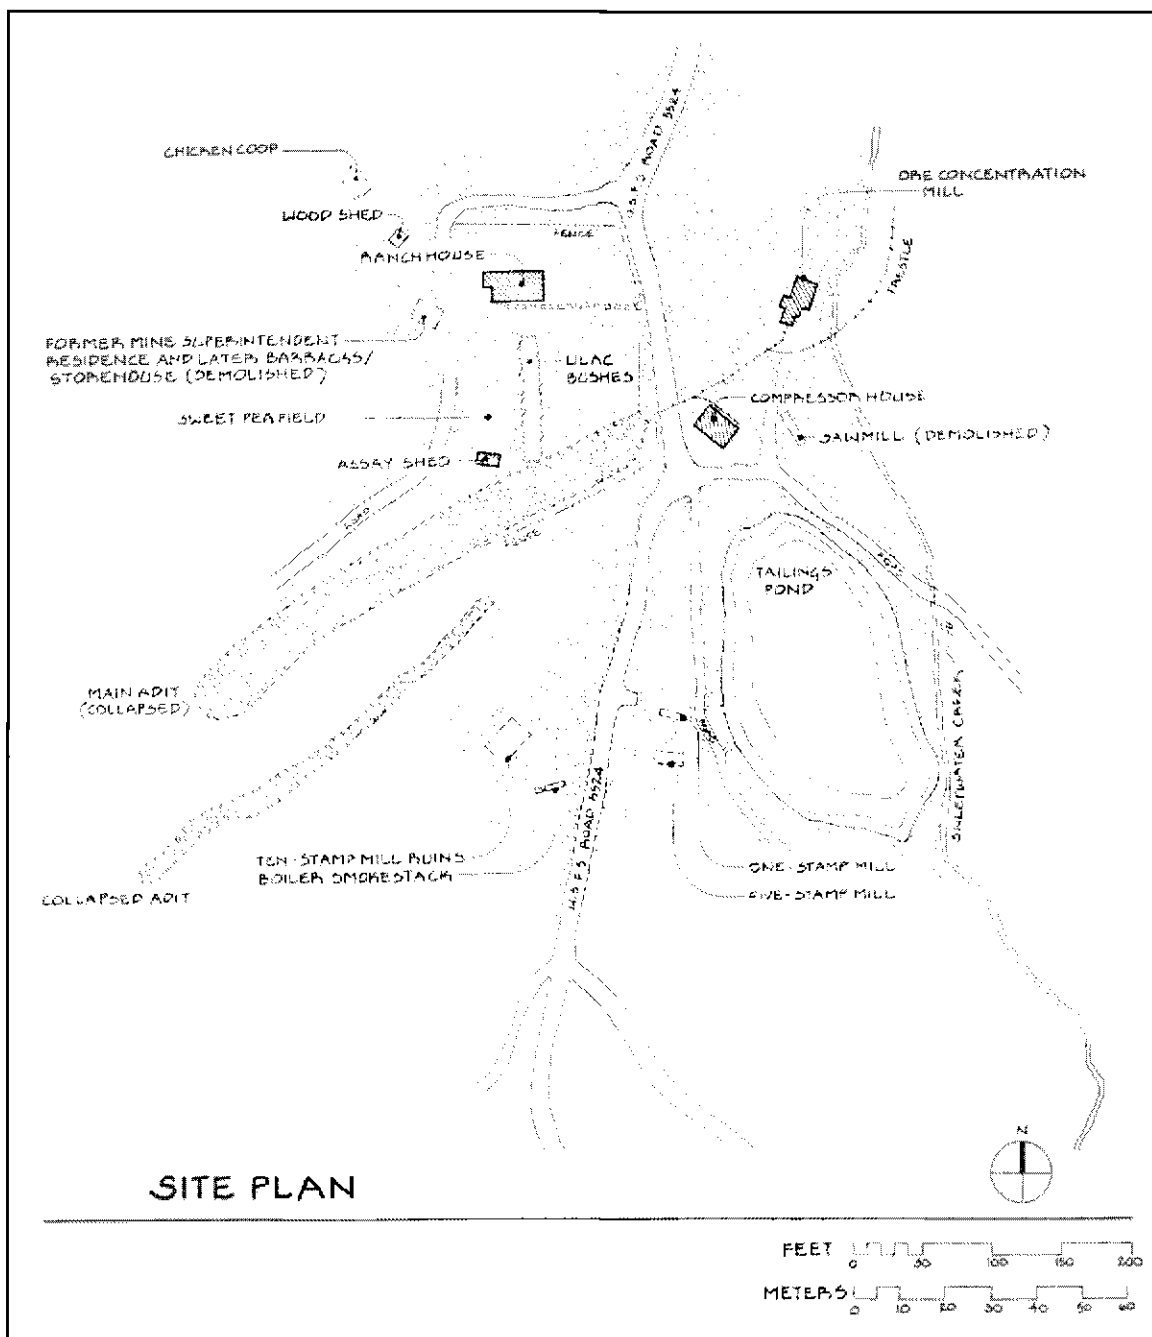 U.S.F.S ROAD 5524
CHICKEN COOP
ORE CONCENTRATION
MILL
WOOD SHED
FENCE
RANCH HOUSE
TRESTLE
FORMER MINE SUPERINTENDENT
RESIDENCE AND LATER BARRACKS/
STOREHOUSE (DEMOLISHED)
LILAC
BUSHES
COMPRESSOR HOUSE
SWEET PEA FIELD
SAWMILL (DEMOLISHED)
ASSAY SHED
ROAD
ROAD
TAILINGS
POND
MAIN ADIT
(COLLAPSED)
TEN-STAMP MILL RUINS
BOILER SMOKESTACK
U.S.F.S ROAD 5524
ONE-STAMP MILL
FIVE-STAMP MILL
COLLAPSED ADIT
N
SITE PLAN
FEET
0 50 100 150 200
METERS
0 10 20 30 40 50 60